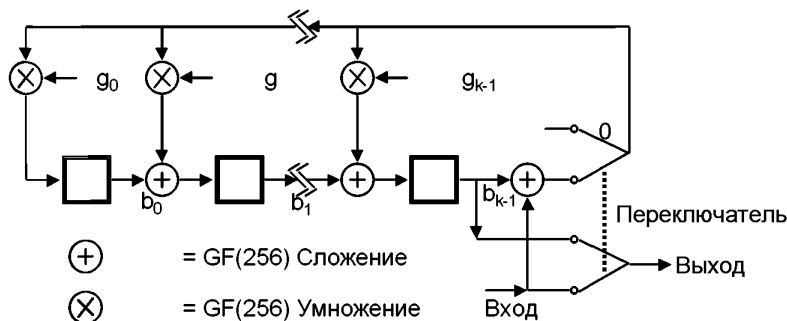 g₀ g gₖ₋₁
0
b₀ b₁ bₖ₋₁
Переключатель
+ = GF(256) Сложение
Выход
× = GF(256) Умножение
Вход